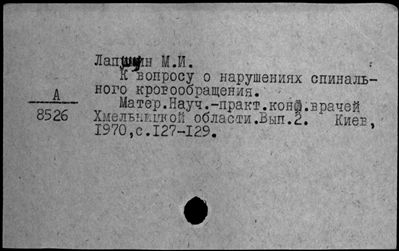 Лапшин М.И.
К вопросу о нарушениях спиналь-
ного кровообращения.
А
8526
Матер.Науч.-практ.конф.врачей
Хмельницкой области.Вып.2. Киев,
1970,с.127-129.